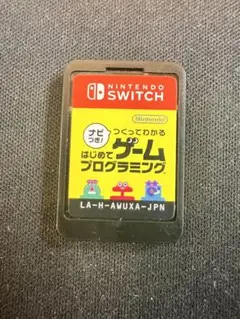 NINTENDO
SWITCH
Nintendo
ナビつき！ つくってわかる
はじめてゲーム
プログラミング
LA-H-AWUXA-JPN